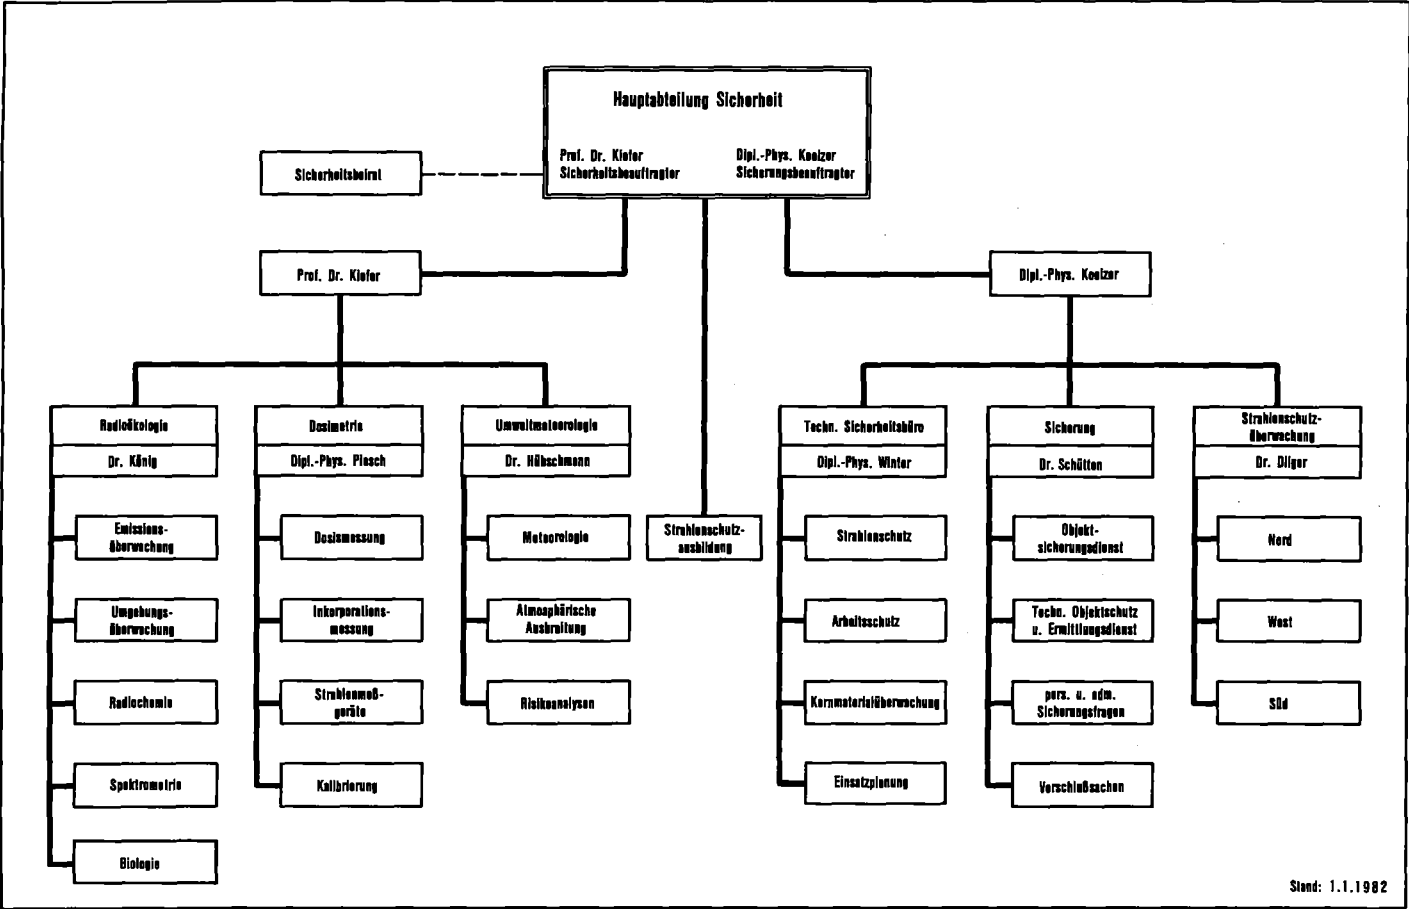 Hauptabteilung Sicherheit
Prof. Dr. Kiefer
Sicherheitsbeauftragter
Dipl.-Phys. Koelzer
Sicherungsbeauftragter
Sicherheitsbeirat
Prof. Dr. Kiefer
Dipl.-Phys. Koelzer
Radioökologie
Dr. König
Emissions-
überwachung
Umgebungs-
überwachung
Radiochemie
Spektrometrie
Biologie
Dosimetrie
Dipl.-Phys. Piesch
Dosismessung
Inkorporations-
messung
Strahlenmeß-
geräte
Kalibrierung
Umweltmeteorologie
Dr. Hübschmann
Meteorologie
Atmosphärische
Ausbreitung
Risikoanalysen
Strahlenschutz-
ausbildung
Techn. Sicherheitsbüro
Dipl.-Phys. Winter
Strahlenschutz
Arbeitsschutz
Kernmaterialüberwachung
Einsatzplanung
Sicherung
Dr. Schütten
Objekt-
sicherungsdienst
Techn. Objektschutz
u. Ermittlungsdienst
pers. u. adm.
Sicherungsfragen
Verschlußsachen
Strahlenschutz-
überwachung
Dr. Dilger
Nord
West
Süd
Stand: 1.1.1982